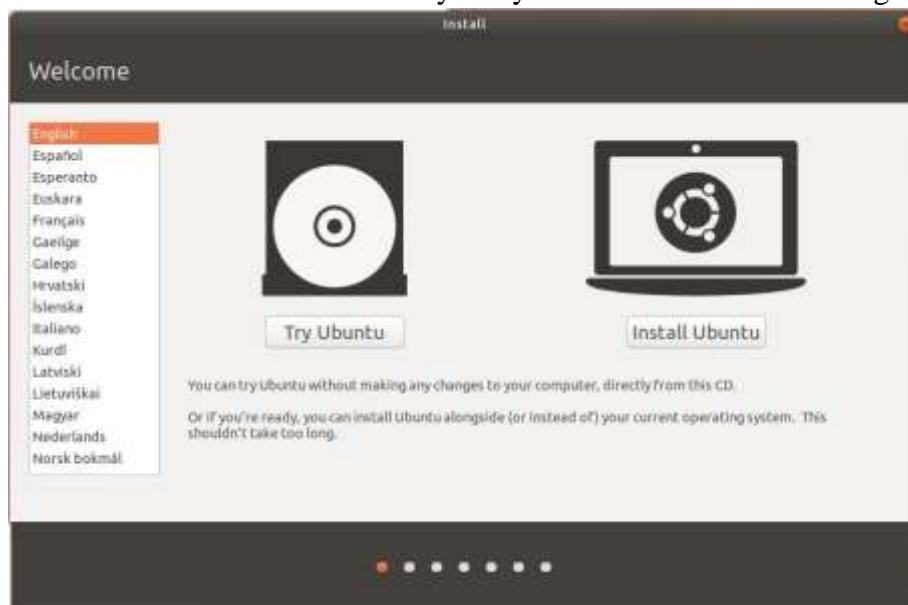 Install
Welcome
English
Español
Esperanto
Euskara
Français
Gaeilge
Galego
Hrvatski
Íslenska
Italiano
Kurdî
Latviski
Lietuviškai
Magyar
Nederlands
Norsk bokmål
Try Ubuntu
Install Ubuntu
You can try Ubuntu without making any changes to your computer, directly from this CD.
Or if you're ready, you can install Ubuntu alongside (or instead of) your current operating system. This
shouldn't take too long.